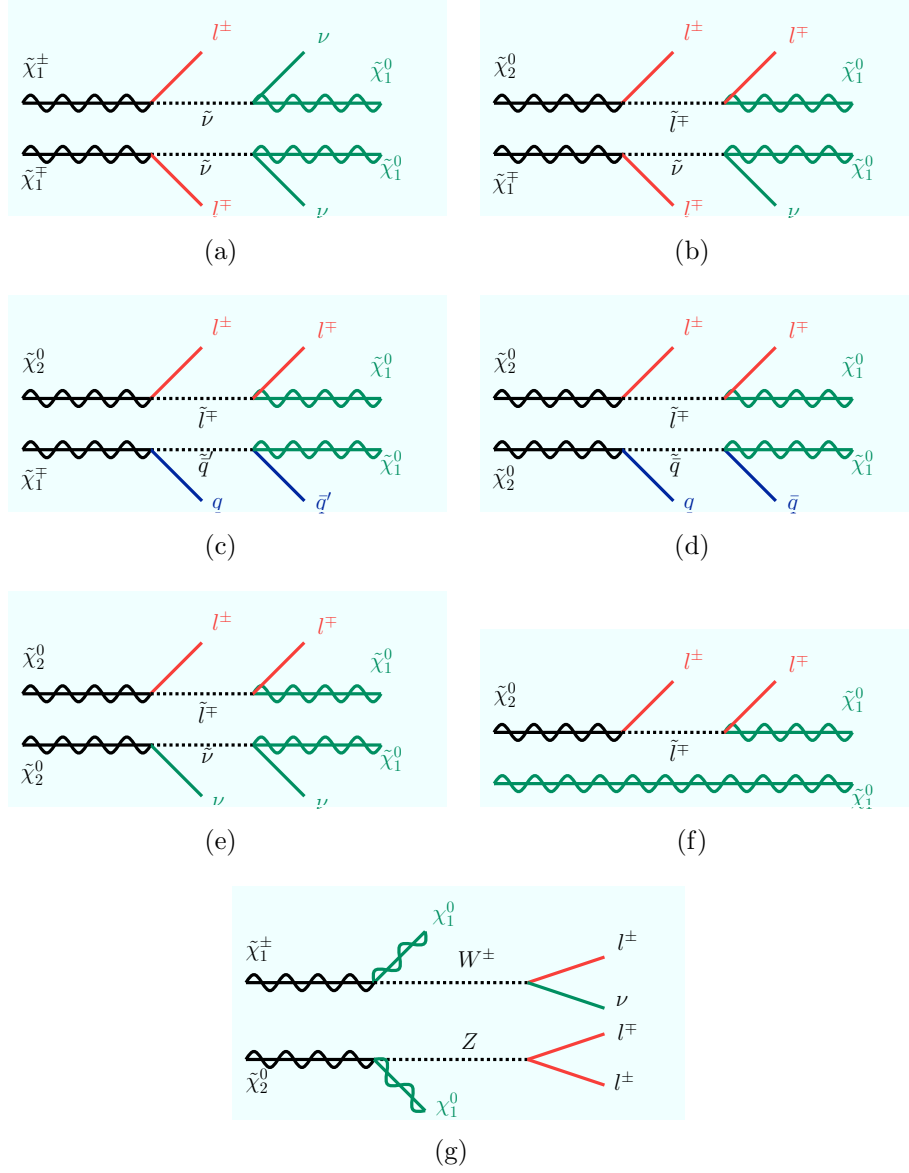 l̃± ν
χ̃₁± χ̃₁⁰
ν̃
ν̃
χ̃₁∓ χ̃₁⁰
l∓ ν
(a)
l± l∓
χ̃₂⁰ χ̃₁⁰
l̃∓
ν̃
χ̃₁∓ χ̃₁⁰
l∓ ν
(b)
l± l∓
χ̃₂⁰ χ̃₁⁰
l̃∓
q̃̄′
χ̃₁∓ χ̃₁⁰
q q̄′
(c)
l± l∓
χ̃₂⁰ χ̃₁⁰
l̃∓
q̃̄
χ̃₂⁰ χ̃₁⁰
q q̄
(d)
l± l∓
χ̃₂⁰ χ̃₁⁰
l̃∓
ν̃
χ̃₂⁰ χ̃₁⁰
ν ν
(e)
l± l∓
χ̃₂⁰ χ̃₁⁰
l̃∓
χ̃₁⁰
(f)
χ₁⁰
χ̃₁± W± l±
ν
Z l∓
χ̃₂⁰ l±
χ₁⁰
(g)